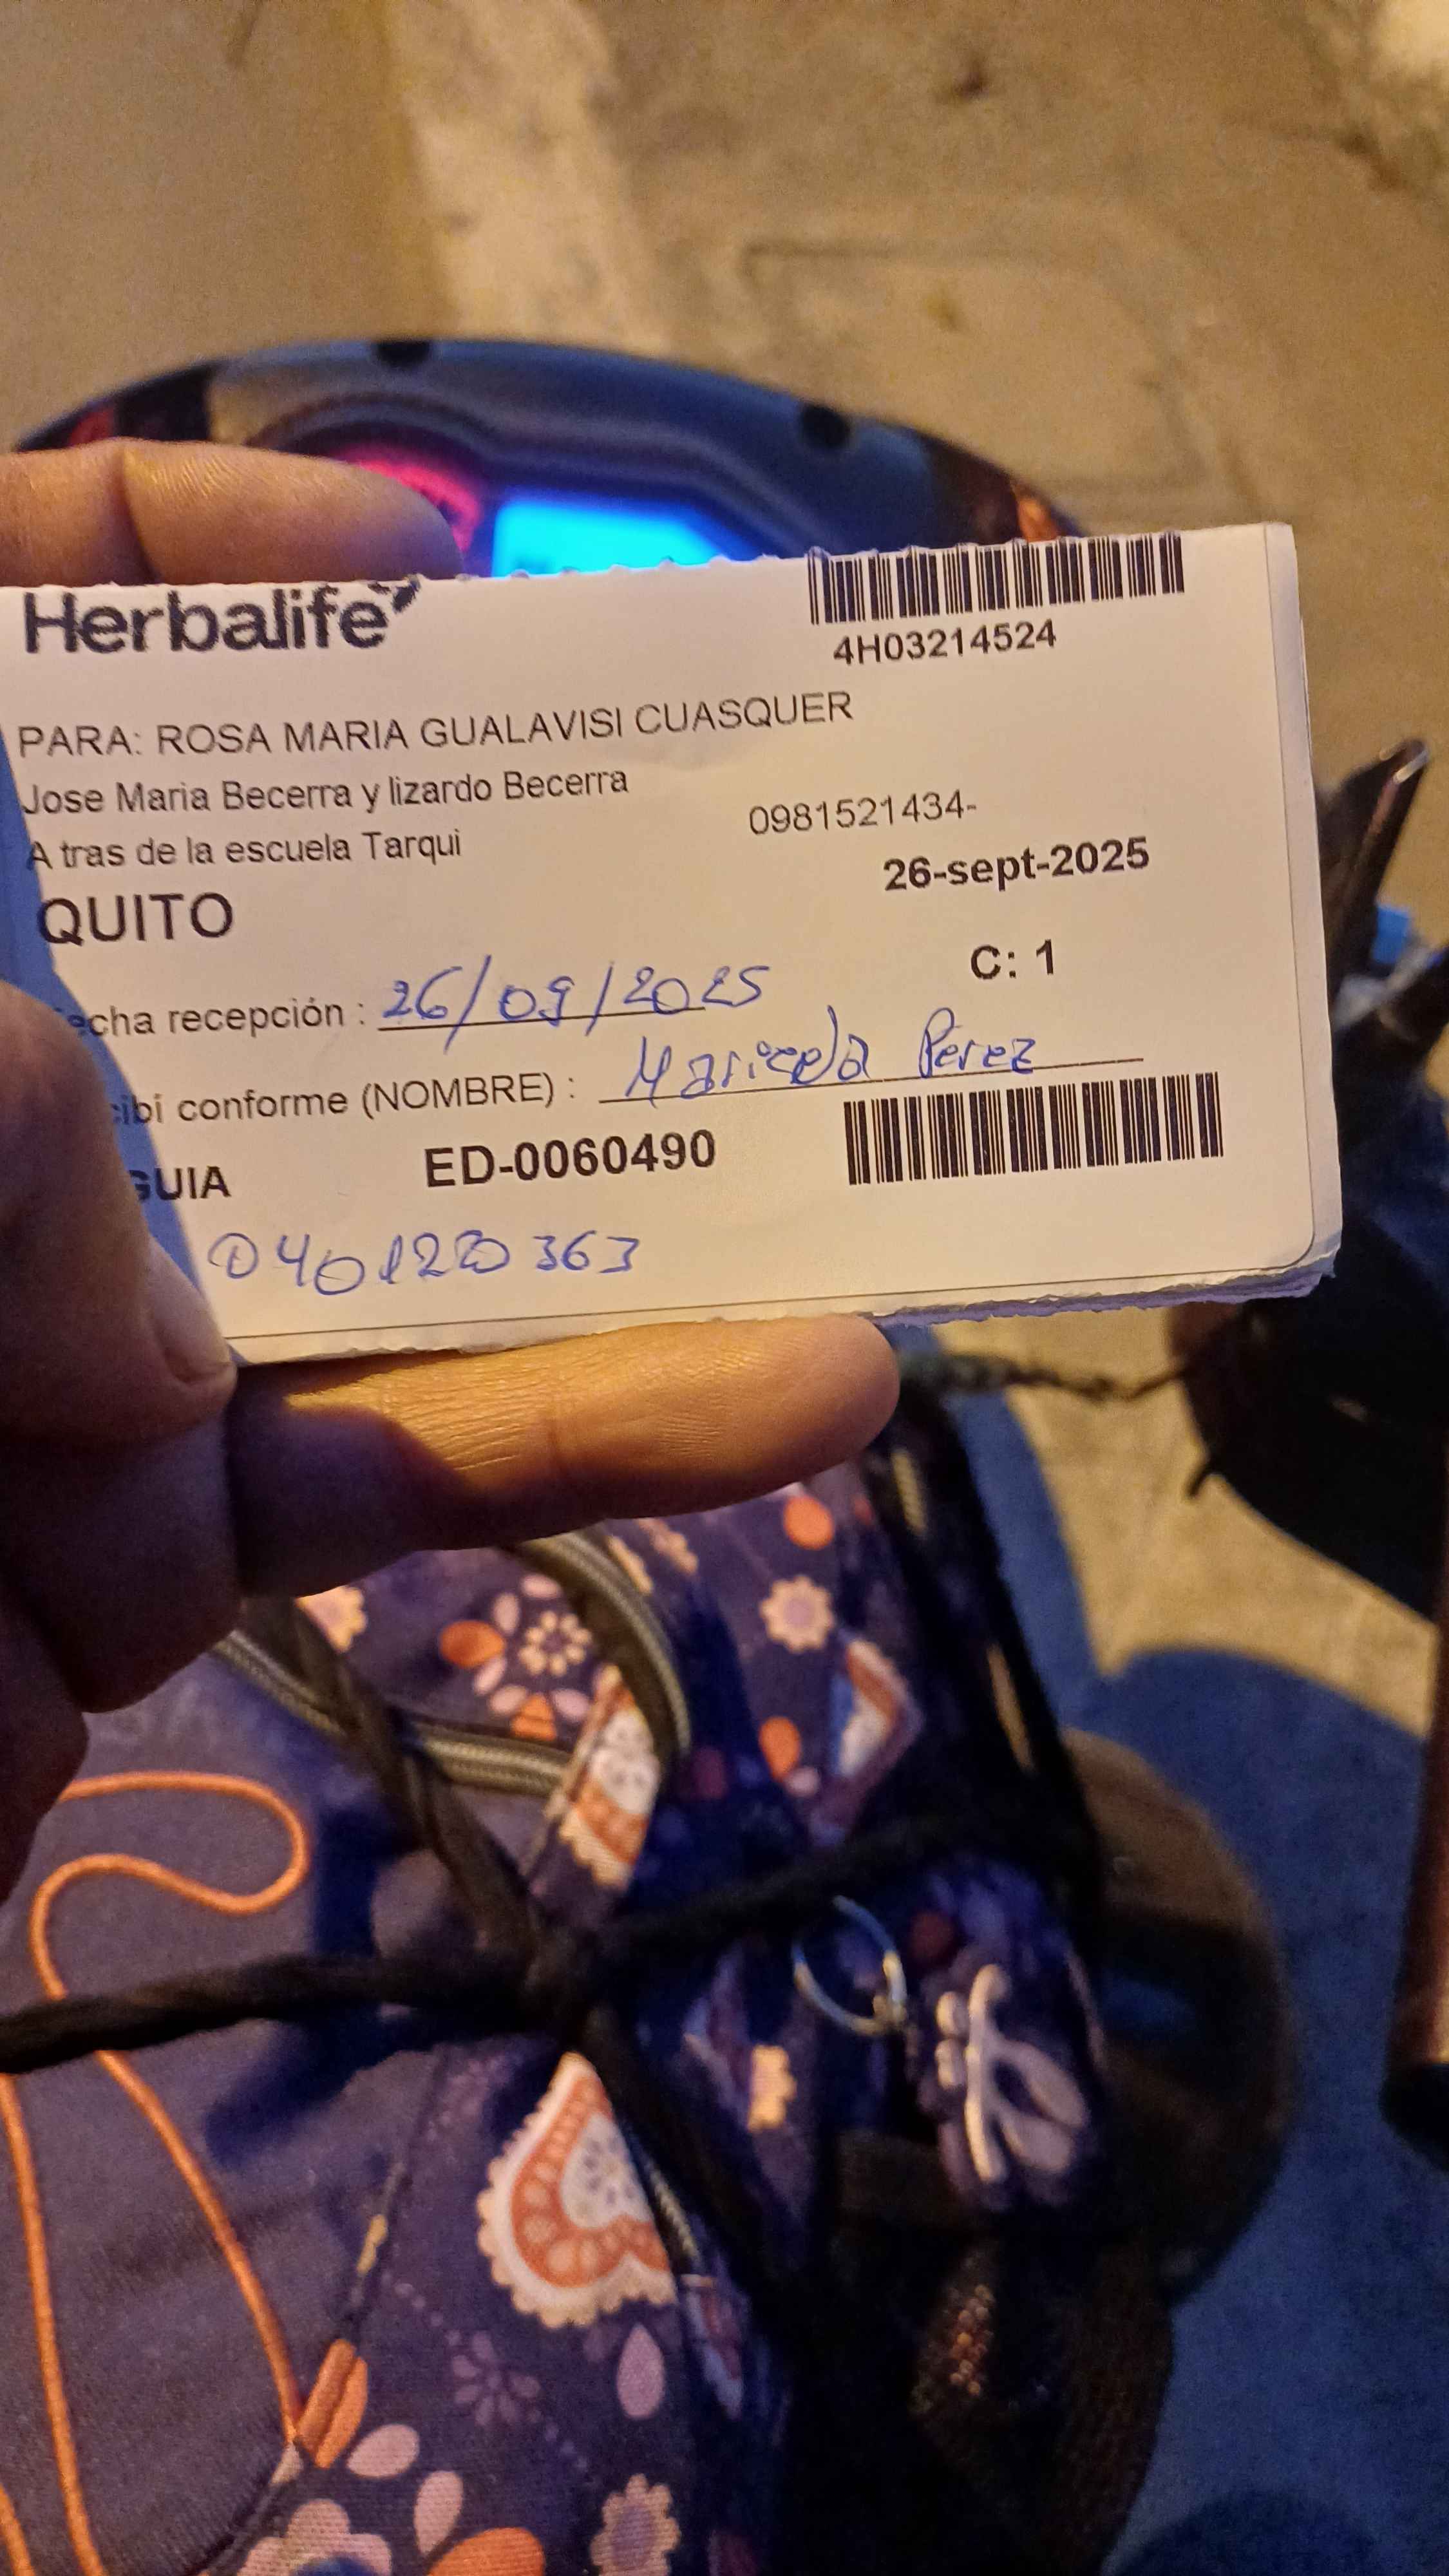 Herbalife
4H03214524
PARA: ROSA MARIA GUALAVISI CUASQUER
Jose Maria Becerra y lizardo Becerra
A tras de la escuela Tarqui
0981521434-
QUITO
26-sept-2025
C: 1
echa recepción : 26/09/2025
cibí conforme (NOMBRE) : Maricela Perez
GUIA ED-0060490
0401220363